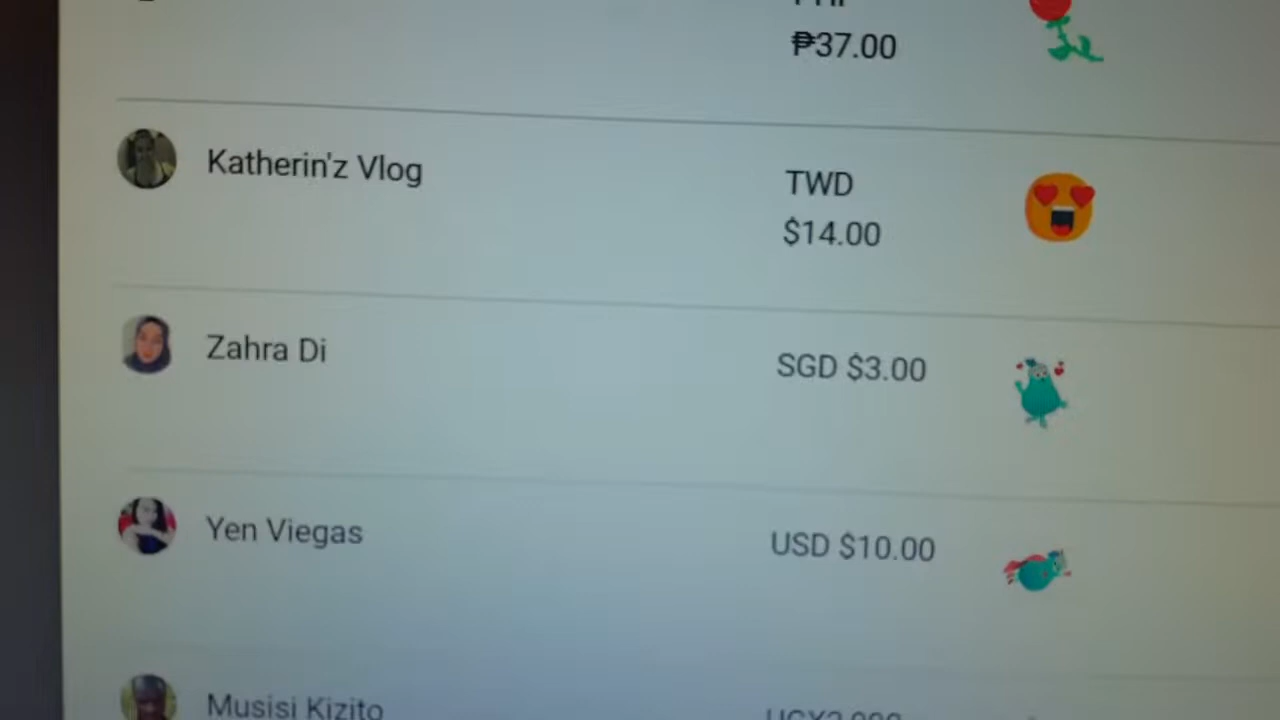 ₱37.00
Katherin'z Vlog
TWD
$14.00
Zahra Di
SGD $3.00
Yen Viegas
USD $10.00
Musisi Kizito